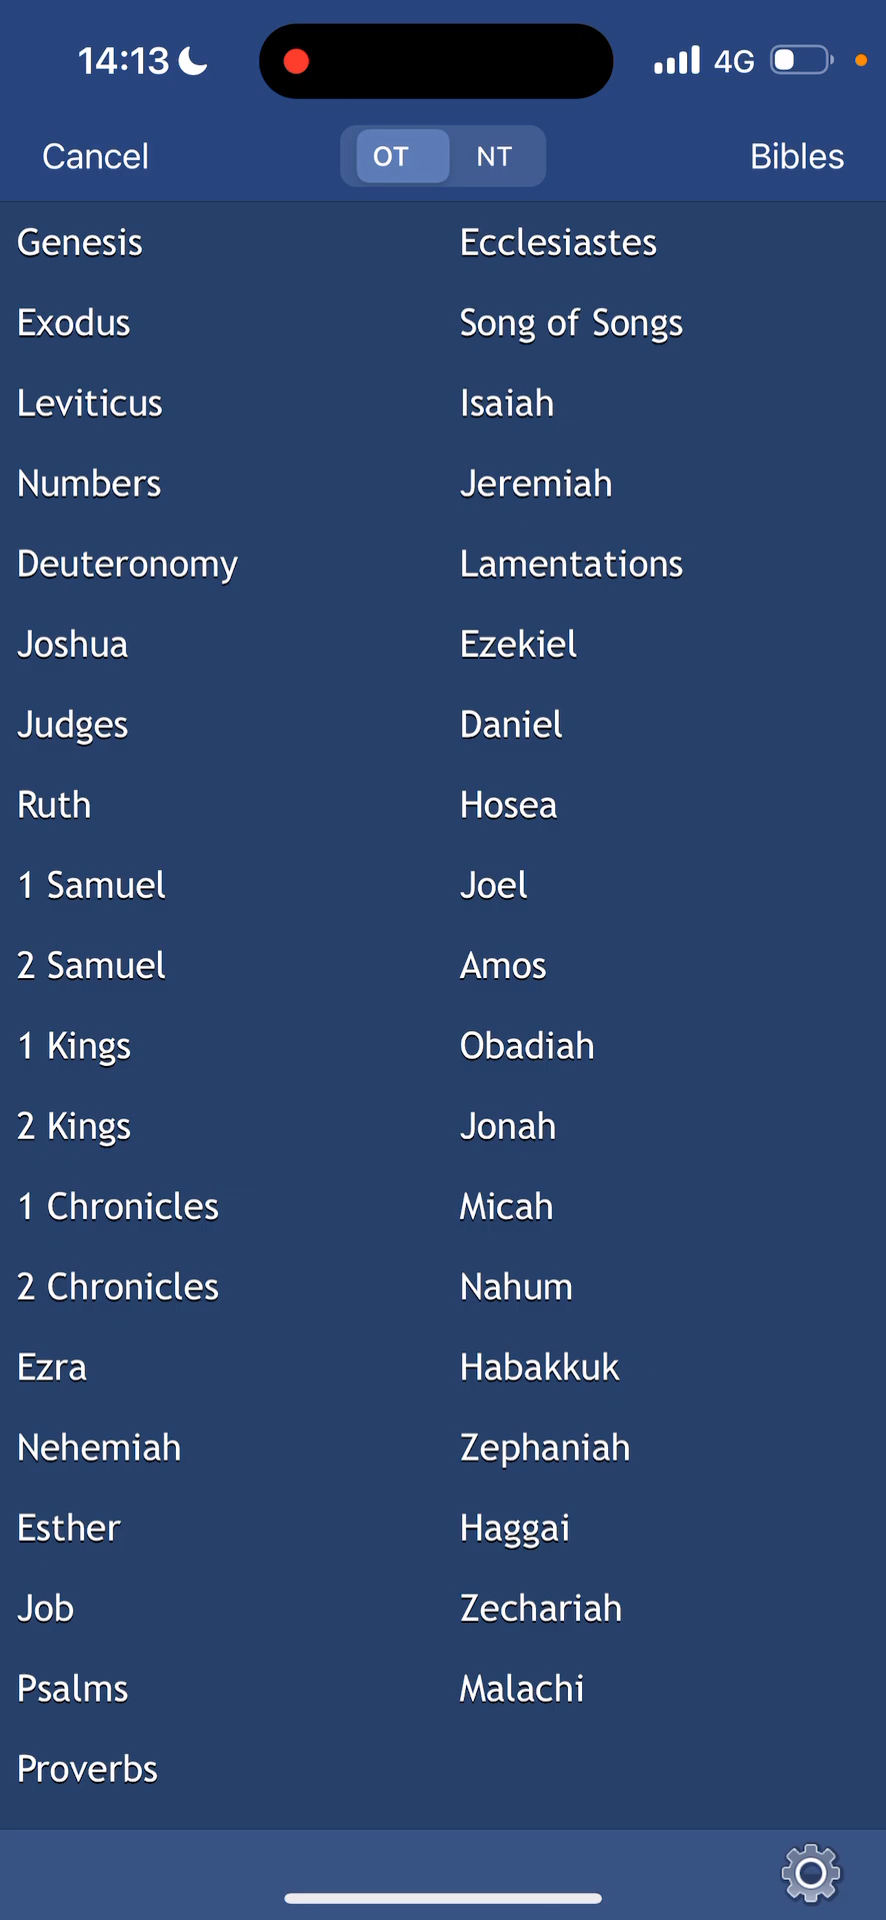 14:13 4G
Cancel OT NT Bibles
Genesis
Exodus
Leviticus
Numbers
Deuteronomy
Joshua
Judges
Ruth
1 Samuel
2 Samuel
1 Kings
2 Kings
1 Chronicles
2 Chronicles
Ezra
Nehemiah
Esther
Job
Psalms
Proverbs
Ecclesiastes
Song of Songs
Isaiah
Jeremiah
Lamentations
Ezekiel
Daniel
Hosea
Joel
Amos
Obadiah
Jonah
Micah
Nahum
Habakkuk
Zephaniah
Haggai
Zechariah
Malachi